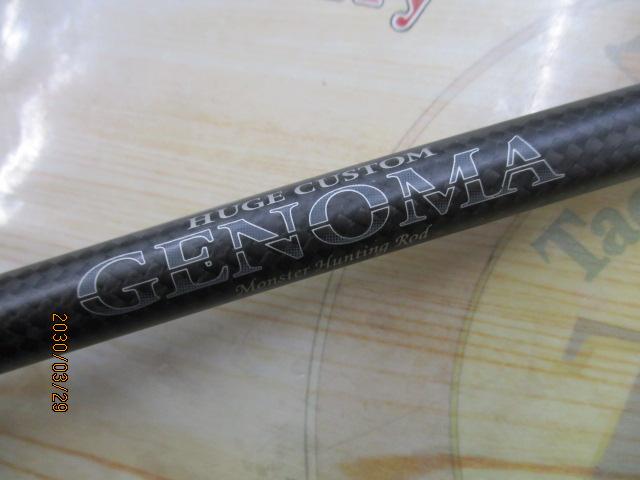 HUGE CUSTOM
GENOMA
Monster Hunting Rod
2030/03/29